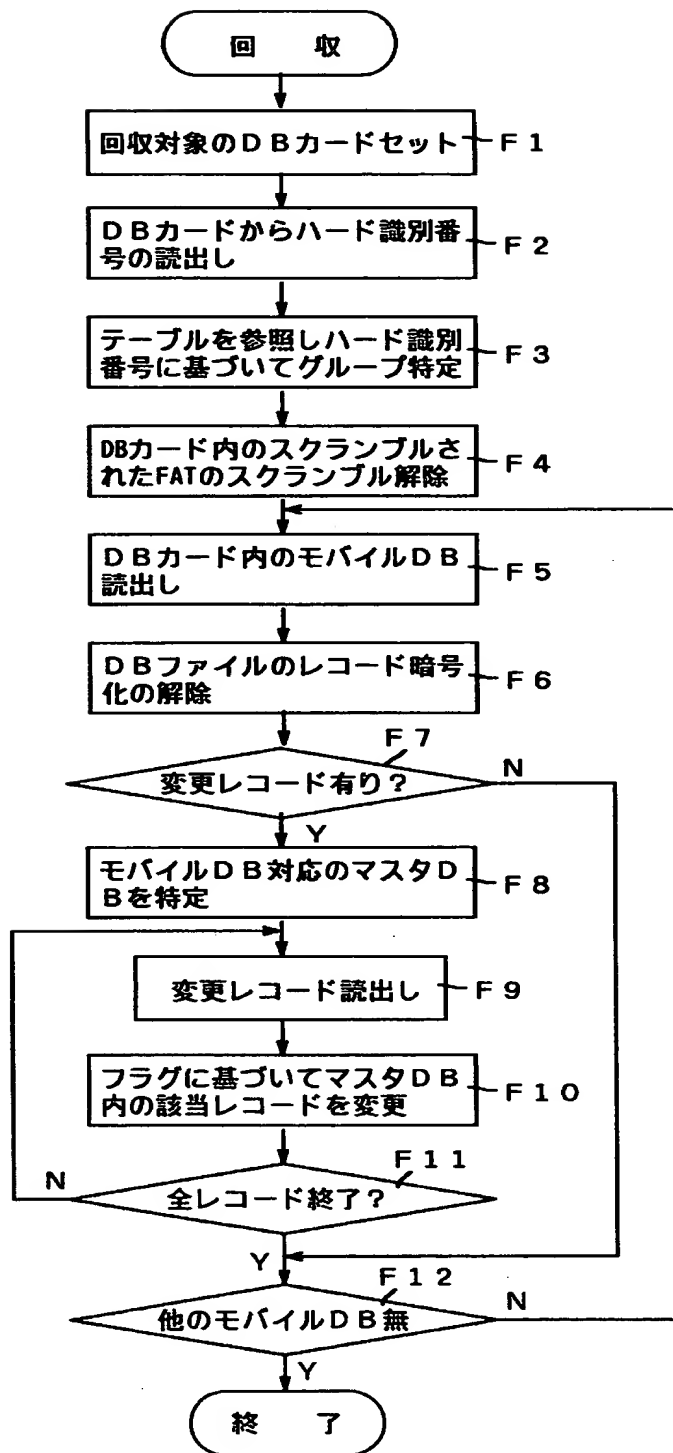 回 収
回収対象のDBカードセット
F1
DBカードからハード識別番
号の読出し
F2
テーブルを参照しハード識別
番号に基づいてグループ特定
F3
DBカード内のスクランブルさ
れたFATのスクランブル解除
F4
DBカード内のモバイルDB
読出し
F5
DBファイルのレコード暗号
化の解除
F6
F7
変更レコード有り?
N
Y
モバイルDB対応のマスタD
Bを特定
F8
変更レコード読出し
F9
フラグに基づいてマスタDB
内の該当レコードを変更
F10
F11
N
全レコード終了?
Y
F12
他のモバイルDB無
N
Y
終 了